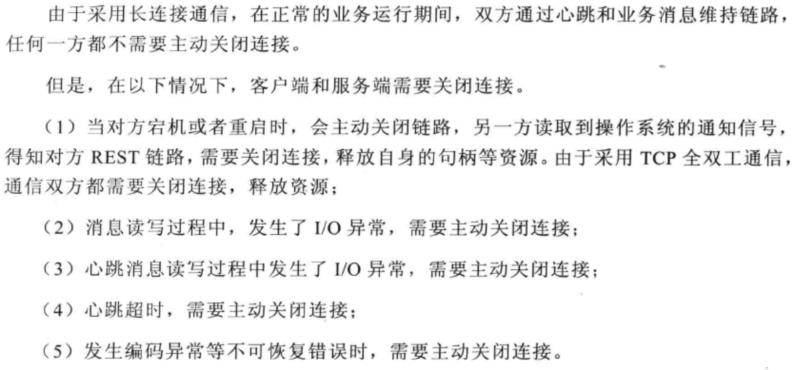 由于采用长连接通信，在正常的业务运行期间，双方通过心跳和业务消息维持链路，
任何一方都不需要主动关闭连接。
但是，在以下情况下，客户端和服务端需要关闭连接。
（1）当对方宕机或者重启时，会主动关闭链路，另一方读取到操作系统的通知信号，
得知对方 REST 链路，需要关闭连接，释放自身的句柄等资源。由于采用 TCP 全双工通信，
通信双方都需要关闭连接，释放资源；
（2）消息读写过程中，发生了 I/O 异常，需要主动关闭连接；
（3）心跳消息读写过程中发生了 I/O 异常，需要主动关闭连接；
（4）心跳超时，需要主动关闭连接；
（5）发生编码异常等不可恢复错误时，需要主动关闭连接。